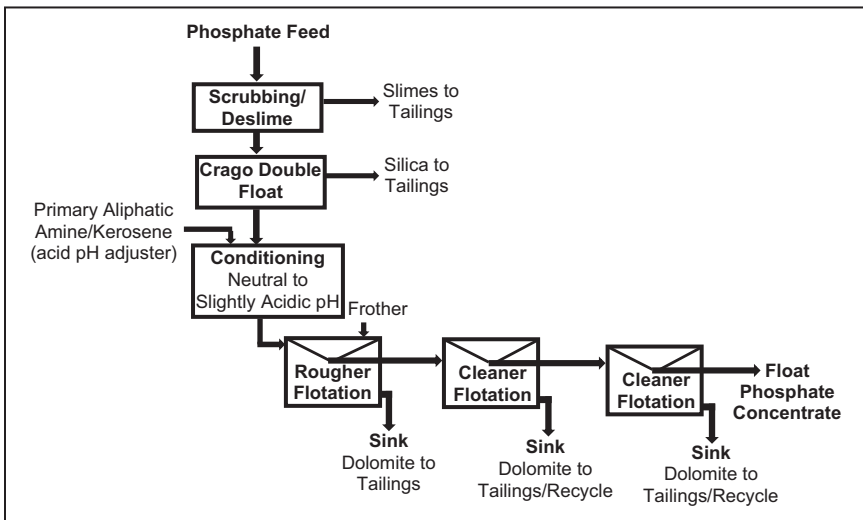 Phosphate Feed
Scrubbing/
Deslime
Slimes to
Tailings
Crago Double
Float
Silica to
Tailings
Primary Aliphatic
Amine/Kerosene
(acid pH adjuster)
Conditioning
Neutral to
Slightly Acidic pH
Frother
Rougher
Flotation
Cleaner
Flotation
Cleaner
Flotation
Float
Phosphate
Concentrate
Sink
Dolomite to
Tailings
Sink
Dolomite to
Tailings/Recycle
Sink
Dolomite to
Tailings/Recycle